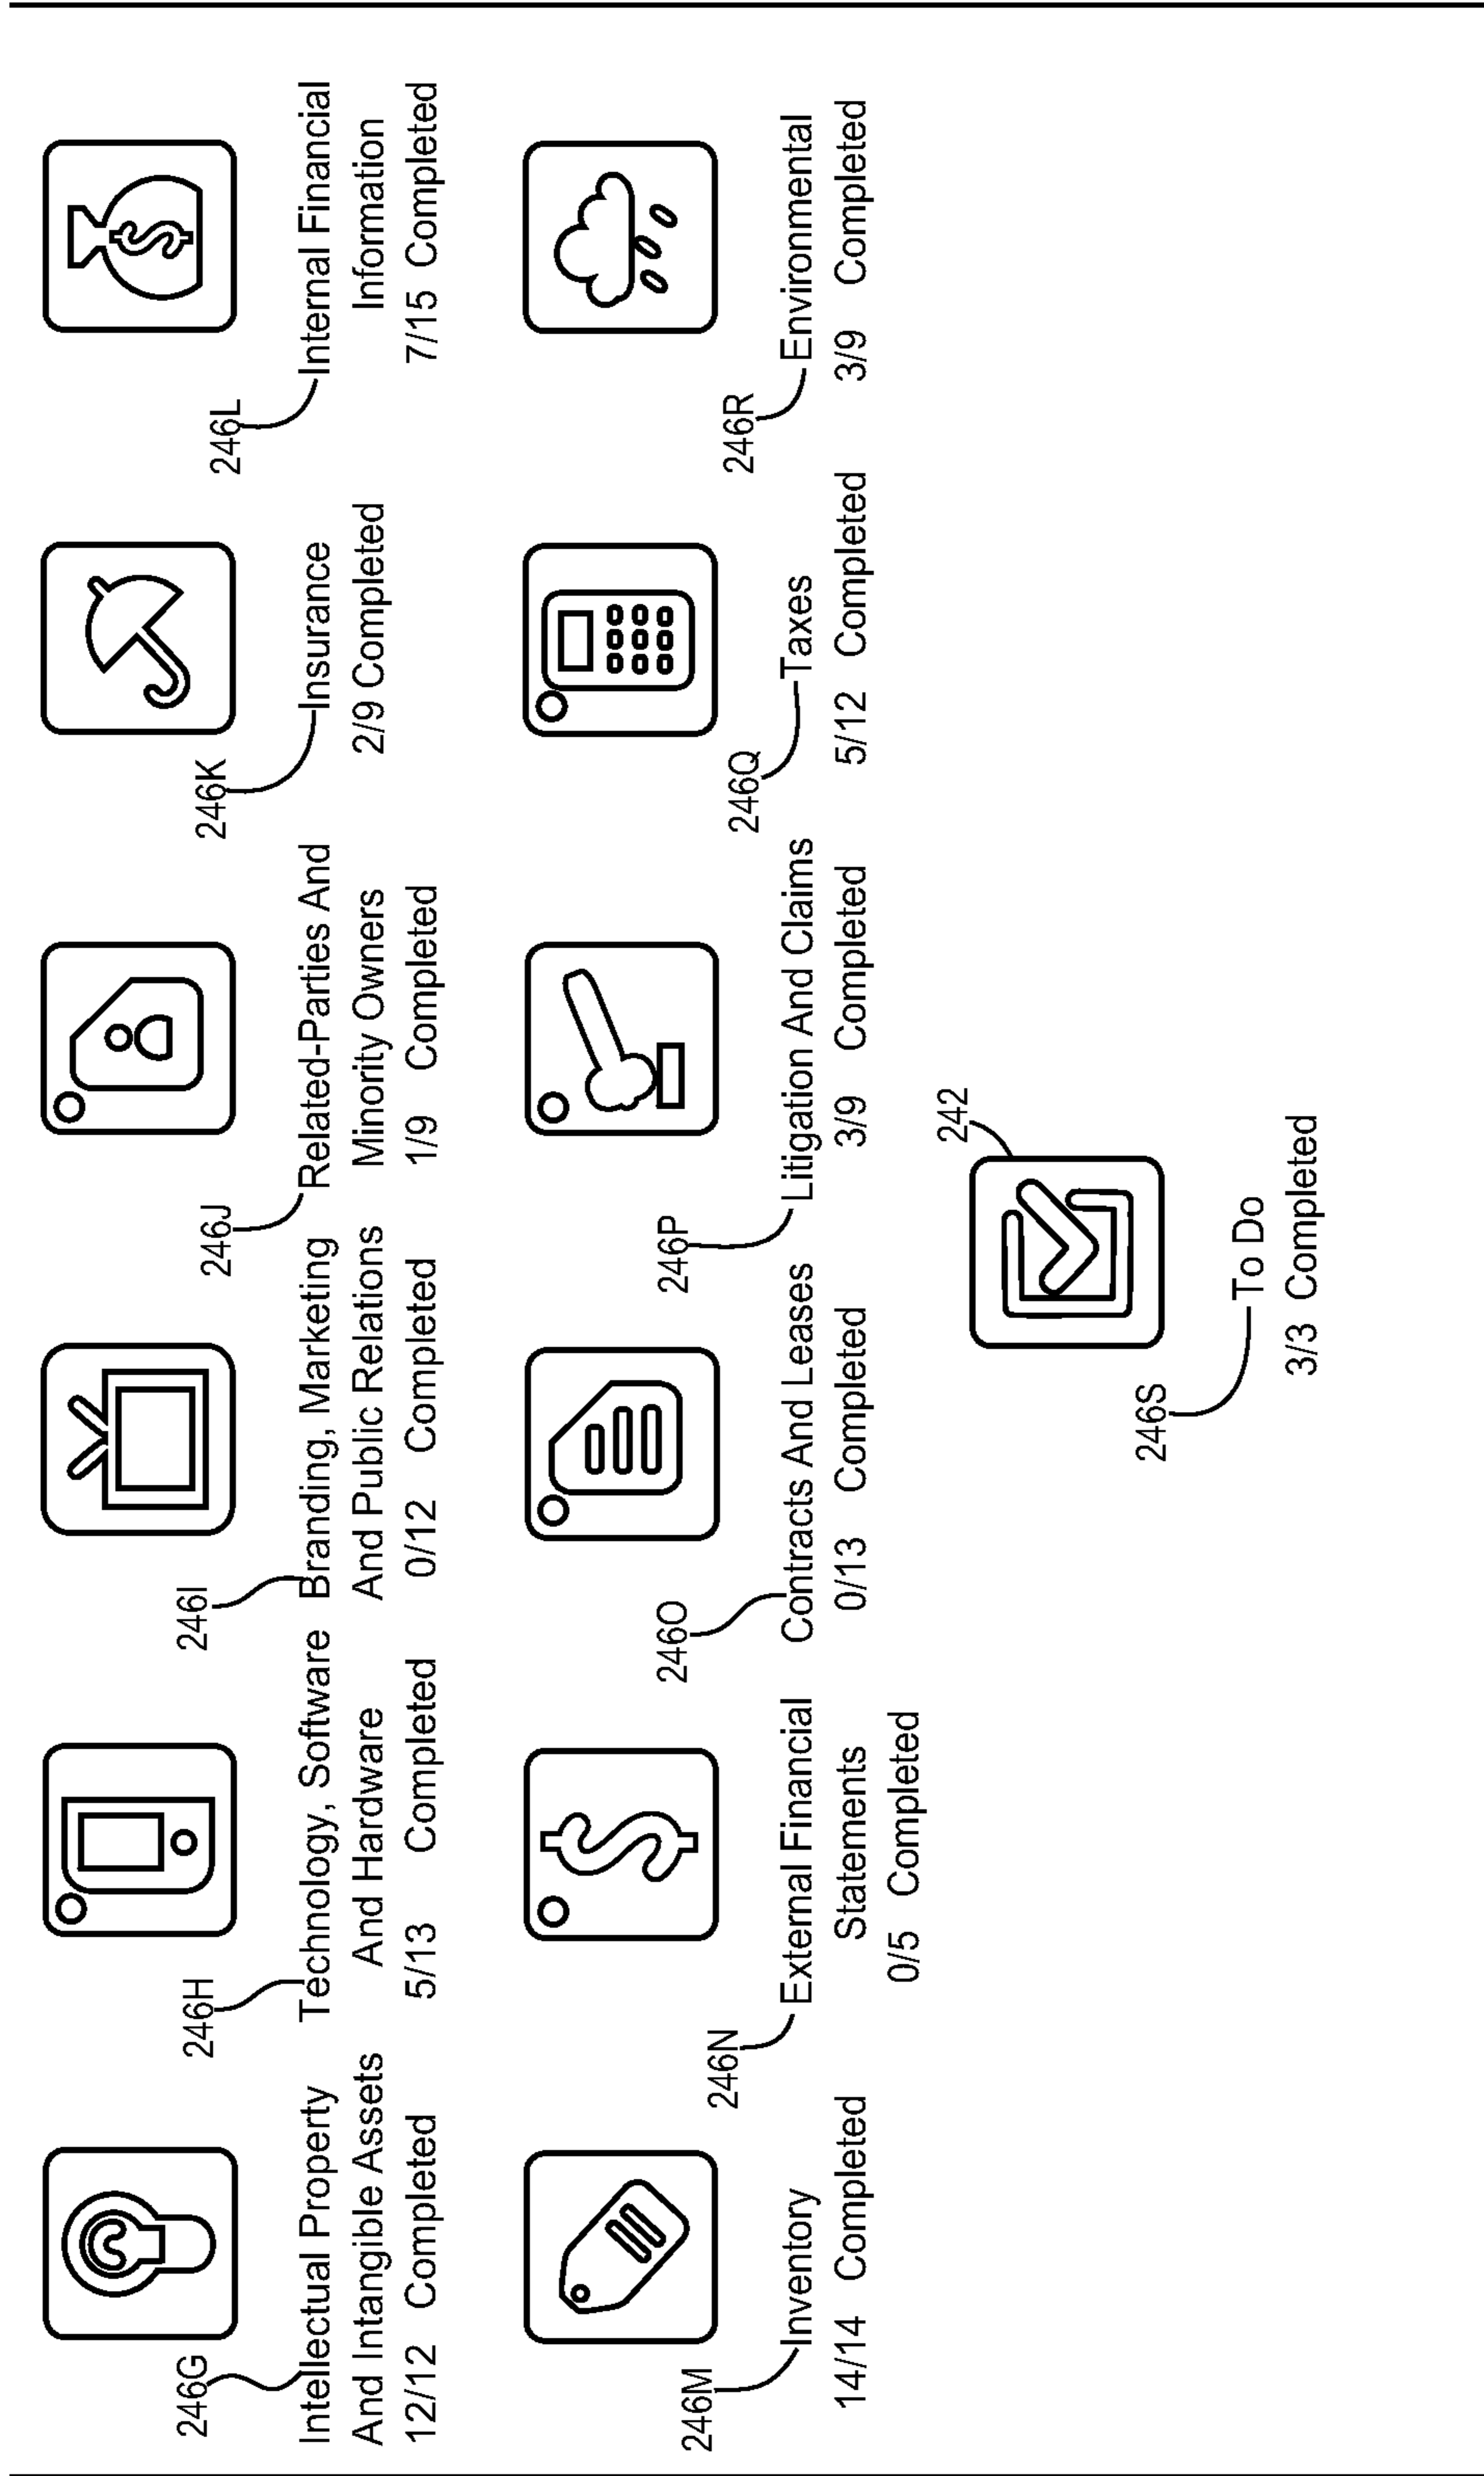 246G
Intellectual Property
And Intangible Assets
12/12 Completed
246H
Technology, Software
And Hardware
5/13 Completed
246I
Branding, Marketing
And Public Relations
0/12 Completed
246J
Related-Parties And
Minority Owners
1/9 Completed
246K
Insurance
2/9 Completed
246L
Internal Financial
Information
7/15 Completed
246M
Inventory
14/14 Completed
246N
External Financial
Statements
0/5 Completed
246O
Contracts And Leases
0/13 Completed
246P
Litigation And Claims
3/9 Completed
246Q
Taxes
5/12 Completed
246R
Environmental
3/9 Completed
242
246S
To Do
3/3 Completed